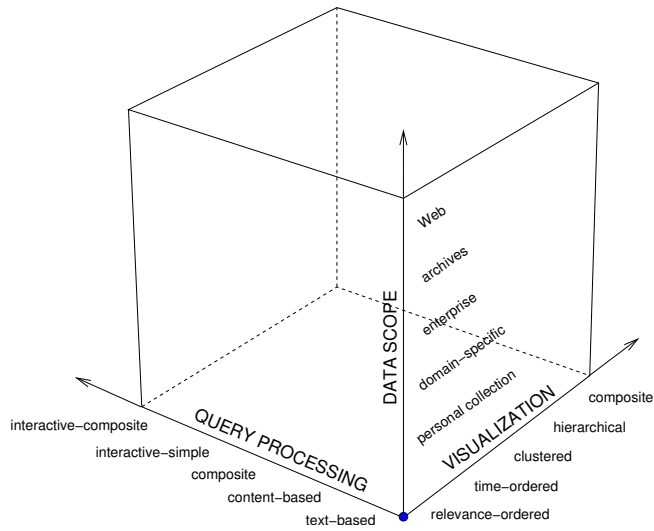 Web
archives
enterprise
domain−specific
personal collection
DATA SCOPE
QUERY PROCESSING
VISUALIZATION
interactive−composite
interactive−simple
composite
content−based
text−based
composite
hierarchical
clustered
time−ordered
relevance−ordered